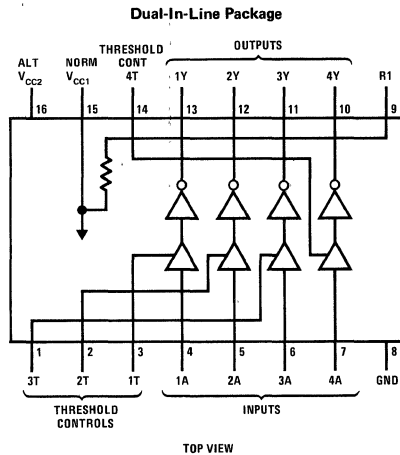 Dual-In-Line Package
ALT
V_CC2
NORM
V_CC1
THRESHOLD
CONT
4T
OUTPUTS
1Y 2Y 3Y 4Y R1
16 15 14 13 12 11 10 9
1 2 3 4 5 6 7 8
3T 2T 1T 1A 2A 3A 4A GND
THRESHOLD
CONTROLS
INPUTS
TOP VIEW